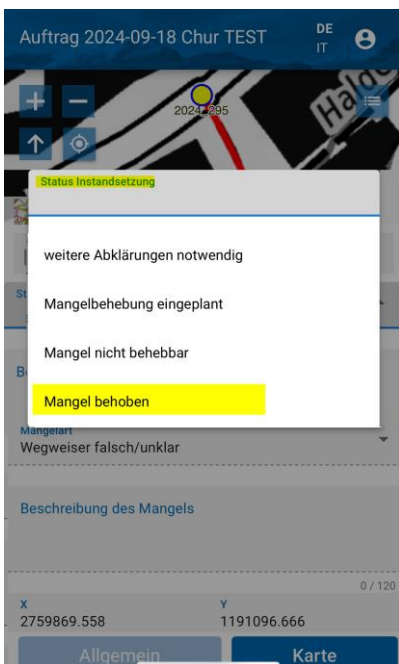 Auftrag 2024-09-18 Chur TEST
DE
IT
2024_295
Halde
Status Instandsetzung
weitere Abklärungen notwendig
Mangelbehebung eingeplant
Mangel nicht behebbar
Mangel behoben
Mangelart
Wegweiser falsch/unklar
Beschreibung des Mangels
0 / 120
X
Y
2759869.558
1191096.666
Allgemein
Karte